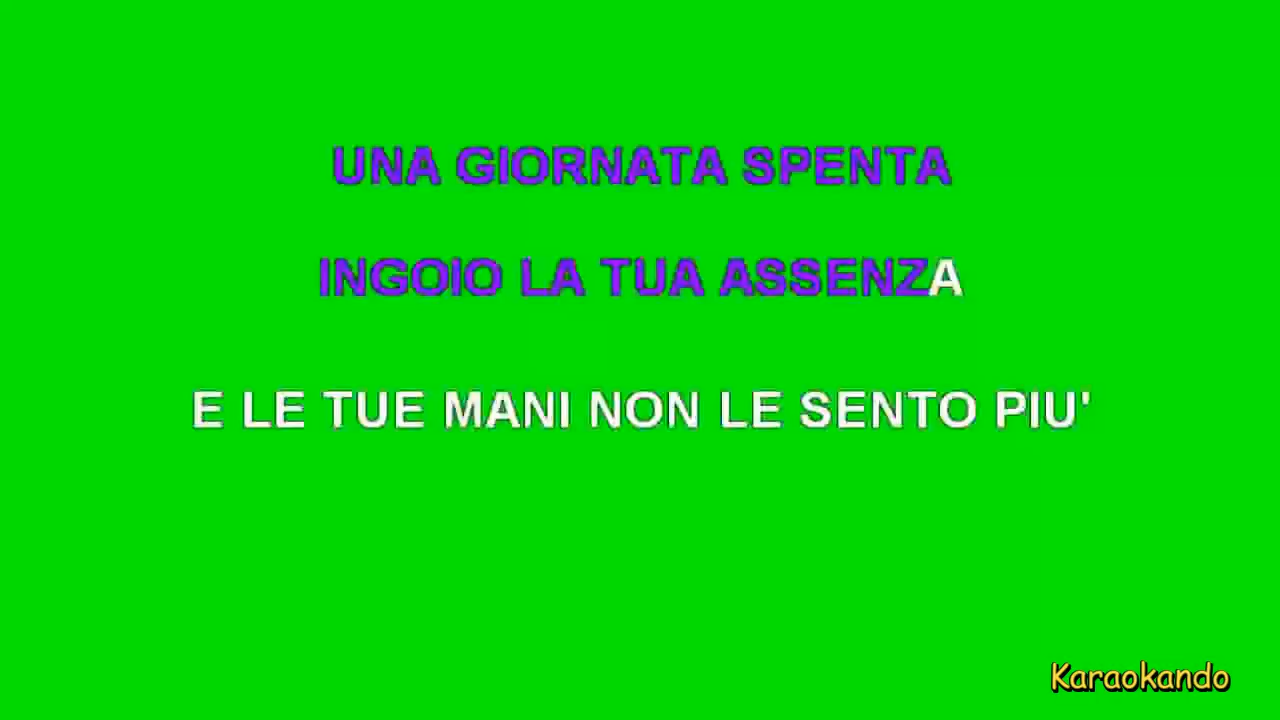 UNA GIORNATA SPENTA
INGOIO LA TUA ASSENZA
E LE TUE MANI NON LE SENTO PIU'
Karaokando